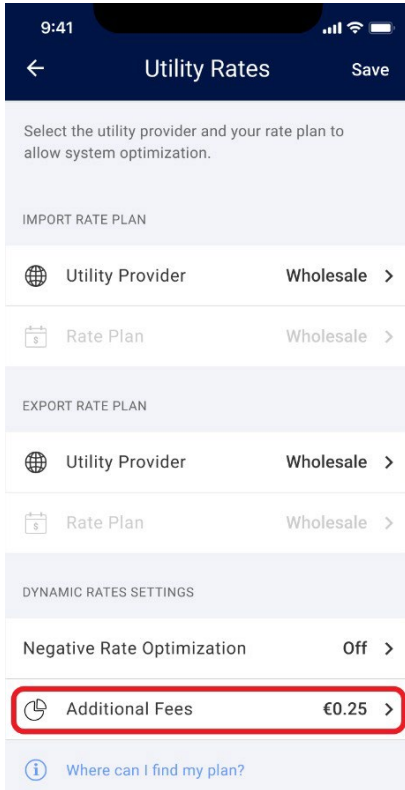 9:41
Utility Rates Save
Select the utility provider and your rate plan to
allow system optimization.
IMPORT RATE PLAN
Utility Provider Wholesale
$ Rate Plan Wholesale
EXPORT RATE PLAN
Utility Provider Wholesale
$ Rate Plan Wholesale
DYNAMIC RATES SETTINGS
Negative Rate Optimization Off
Additional Fees €0.25
i Where can I find my plan?